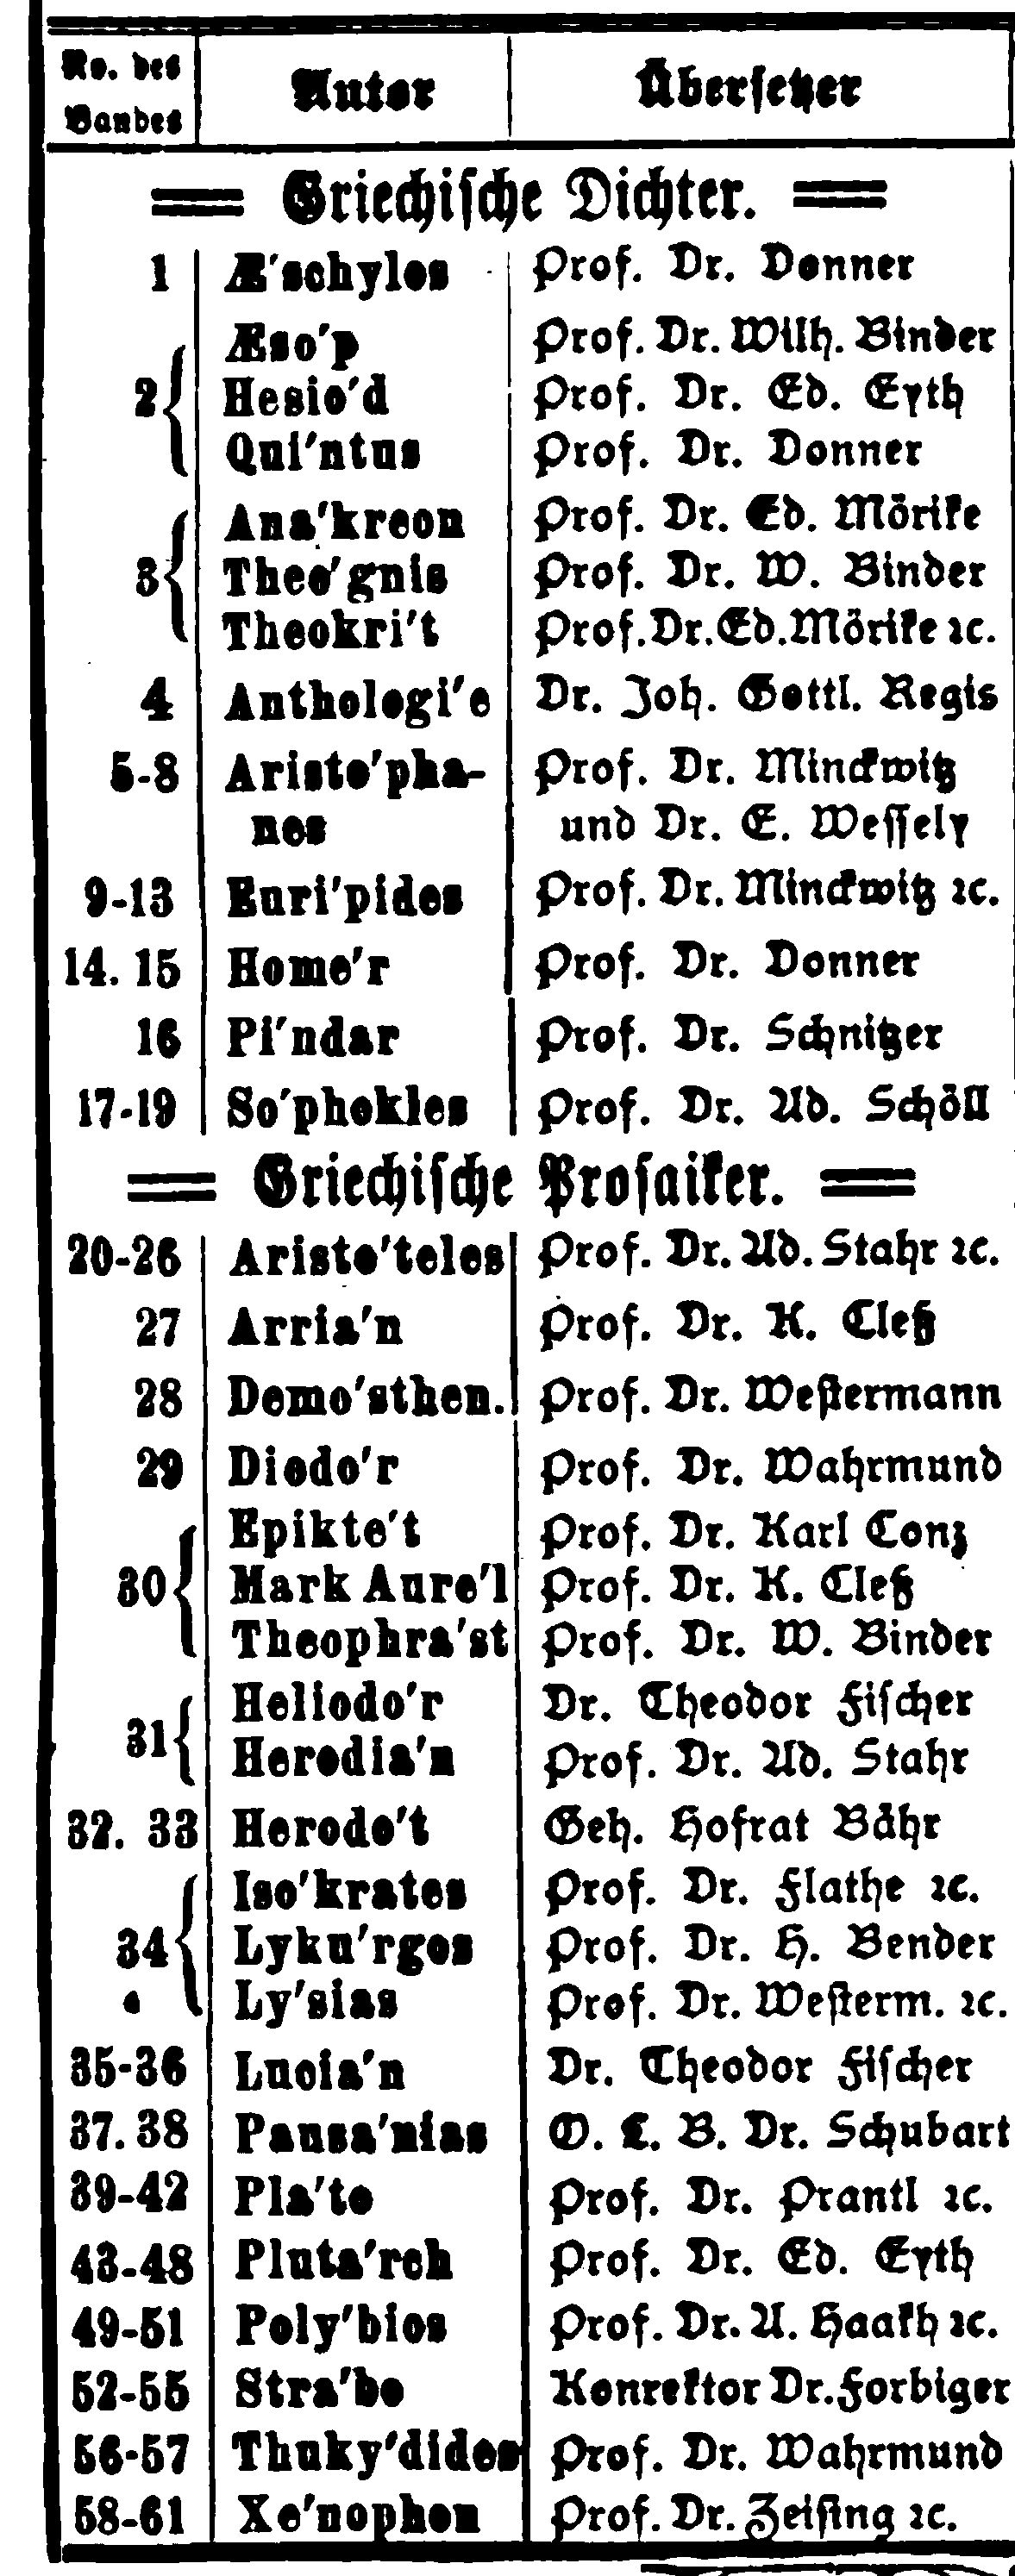 No. des
Bandes
Autor
Übersetzer
Griechische Dichter.
1 Æ'schylos Prof. Dr. Donner
Æso'p Prof. Dr. Wilh. Binder
2 Hesio'd Prof. Dr. Ed. Eyth
Qui'ntus Prof. Dr. Donner
Ana'kreon Prof. Dr. Ed. Mörike
3 Theo'gnis Prof. Dr. W. Binder
Theokri't Prof. Dr. Ed. Mörike ꝛc.
4 Anthologi'e Dr. Joh. Gottl. Regis
5-8 Aristo'pha- Prof. Dr. Minckwitz
nes und Dr. E. Wessely
9-13 Euri'pides Prof. Dr. Minckwitz ꝛc.
14. 15 Home'r Prof. Dr. Donner
16 Pi'ndar Prof. Dr. Schnitzer
17-19 So'phokles Prof. Dr. Ad. Schöll
Griechische Prosaiker.
20-26 Aristo'teles Prof. Dr. Ad. Stahr ꝛc.
27 Arria'n Prof. Dr. K. Cleß
28 Demo'sthen. Prof. Dr. Westermann
29 Diodo'r Prof. Dr. Wahrmund
Epikte't Prof. Dr. Karl Conz
30 Mark Aure'l Prof. Dr. K. Cleß
Theophra'st Prof. Dr. W. Binder
Heliodo'r Dr. Theodor Fischer
31 Herodia'n Prof. Dr. Ad. Stahr
32. 33 Herodo't Geh. Hofrat Bähr
Iso'krates Prof. Dr. Flathe ꝛc.
34 Lyku'rgos Prof. Dr. H. Bender
Ly'sias Prof. Dr. Westerm. ꝛc.
35-36 Lucia'n Dr. Theodor Fischer
37. 38 Pausa'nias O. L. B. Dr. Schubart
39-42 Pla'to Prof. Dr. Prantl ꝛc.
43-48 Pluta'rch Prof. Dr. Ed. Eyth
49-51 Poly'bios Prof. Dr. A. Haakh ꝛc.
52-55 Stra'bo Konrektor Dr. Forbiger
56-57 Thuky'dides Prof. Dr. Wahrmund
58-61 Xe'nophon Prof. Dr. Zeising ꝛc.